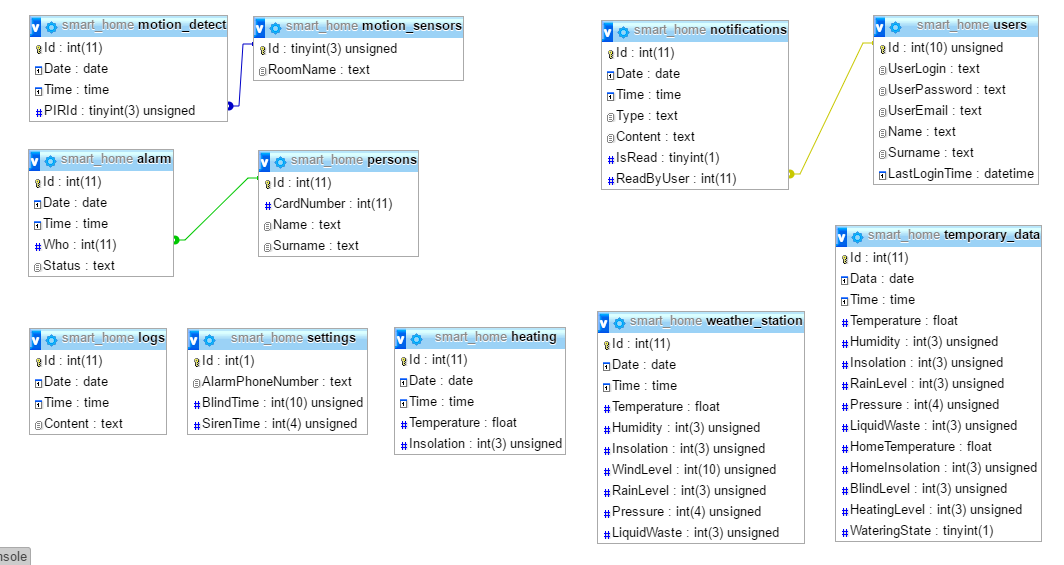 smart_home motion_detect
Id : int(11)
Date : date
Time : time
PIRId : tinyint(3) unsigned
smart_home motion_sensors
Id : tinyint(3) unsigned
RoomName : text
smart_home notifications
Id : int(11)
Date : date
Time : time
Type : text
Content : text
IsRead : tinyint(1)
ReadByUser : int(11)
smart_home users
Id : int(10) unsigned
UserLogin : text
UserPassword : text
UserEmail : text
Name : text
Surname : text
LastLoginTime : datetime
smart_home alarm
Id : int(11)
Date : date
Time : time
Who : int(11)
Status : text
smart_home persons
Id : int(11)
CardNumber : int(11)
Name : text
Surname : text
smart_home temporary_data
Id : int(11)
Data : date
Time : time
Temperature : float
Humidity : int(3) unsigned
Insolation : int(3) unsigned
RainLevel : int(3) unsigned
Pressure : int(4) unsigned
LiquidWaste : int(3) unsigned
HomeTemperature : float
HomeInsolation : int(3) unsigned
BlindLevel : int(3) unsigned
HeatingLevel : int(3) unsigned
WateringState : tinyint(1)
smart_home logs
Id : int(11)
Date : date
Time : time
Content : text
smart_home settings
Id : int(1)
AlarmPhoneNumber : text
BlindTime : int(10) unsigned
SirenTime : int(4) unsigned
smart_home heating
Id : int(11)
Date : date
Time : time
Temperature : float
Insolation : int(3) unsigned
smart_home weather_station
Id : int(11)
Date : date
Time : time
Temperature : float
Humidity : int(3) unsigned
Insolation : int(3) unsigned
WindLevel : int(10) unsigned
RainLevel : int(3) unsigned
Pressure : int(4) unsigned
LiquidWaste : int(3) unsigned
nsole